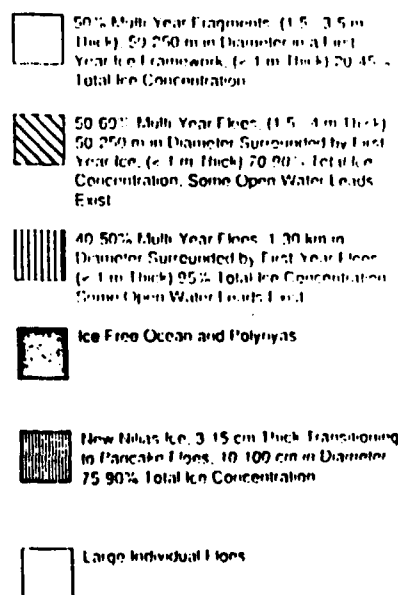 50% Multi Year Fragments, (1.5 - 3.5 m
Thick), 50-250 m in Diameter in a First
Year Ice Framework, (< 1 m Thick) 20-45%
Total Ice Concentration
50-60% Multi Year Floes, (1.5 - 4 m Thick)
50-250 m in Diameter Surrounded by First
Year Ice, (< 1 m Thick) 70-90% Total Ice
Concentration, Some Open Water Leads
Exist
40-50% Multi Year Floes, 1-30 km in
Diameter Surrounded by First Year Floes
(< 1 m Thick) 95% Total Ice Concentration
Some Open Water Leads Exist
Ice Free Ocean and Polynyas
New Nilas Ice, 3-15 cm Thick Transitioning
to Pancake Floes, 10-100 cm in Diameter
75-90% Total Ice Concentration
Large Individual Floes